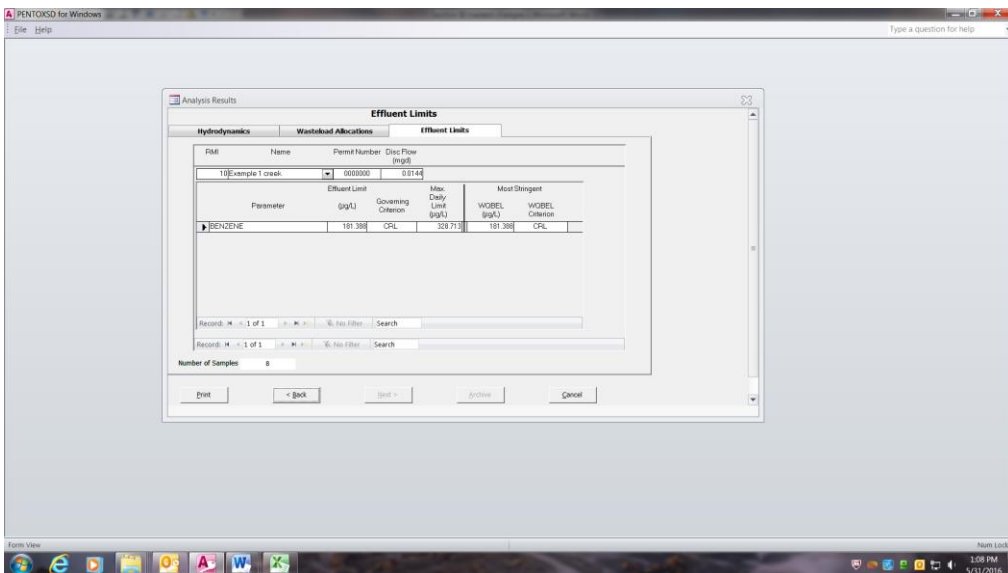 PENTOXSD for Windows
File Help
Type a question for help
Analysis Results
Effluent Limits
Hydrodynamics Wasteload Allocations Effluent Limits
RMI Name Permit Number Disc Flow
(mgd)
10 Example 1 creek 0000000 0.0144
Effluent Limit Max. Most Stringent
Parameter (µg/L) Governing Criterion Daily Limit (µg/L) WQBEL (µg/L) WQBEL Criterion
BENZENE 181.388 CRL 328.713 181.388 CRL
Record: 1 of 1 No Filter Search
Record: 1 of 1 No Filter Search
Number of Samples 8
Print < Back Next > Archive Cancel
Form View Num Lock
1:08 PM
5/31/2016